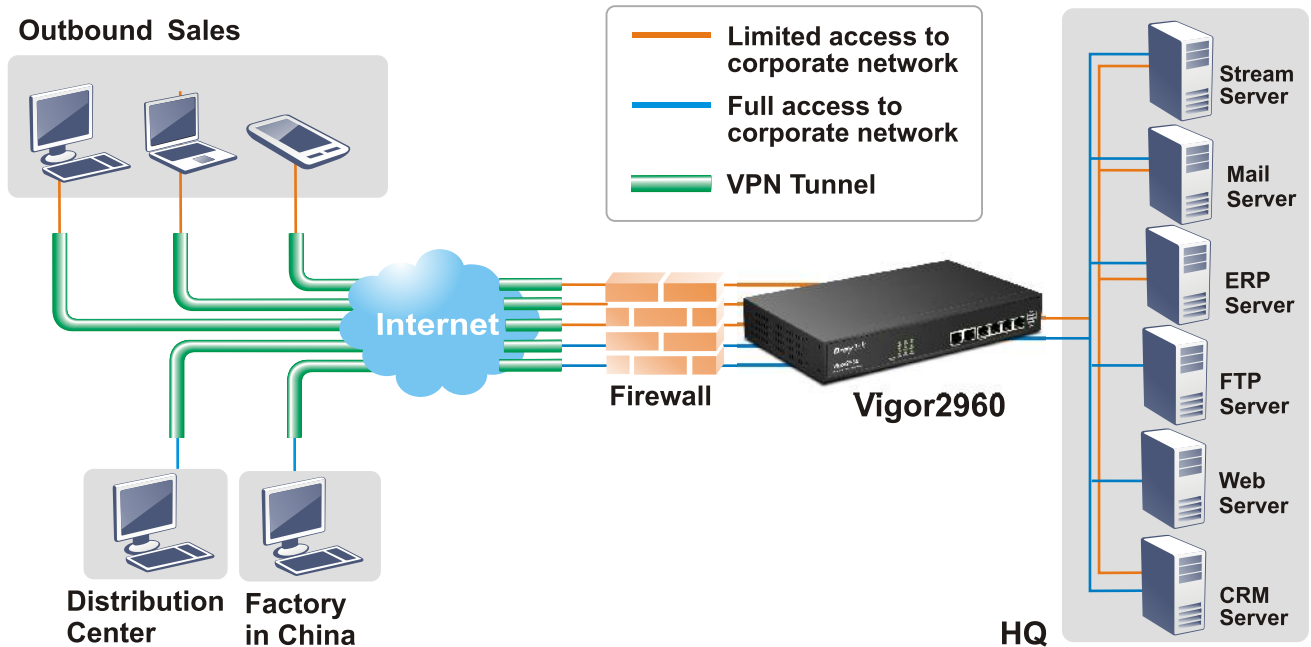 Outbound Sales
Limited access to
corporate network
Full access to
corporate network
VPN Tunnel
Internet
Firewall
Vigor2960
Distribution
Center
Factory
in China
HQ
Stream
Server
Mail
Server
ERP
Server
FTP
Server
Web
Server
CRM
Server